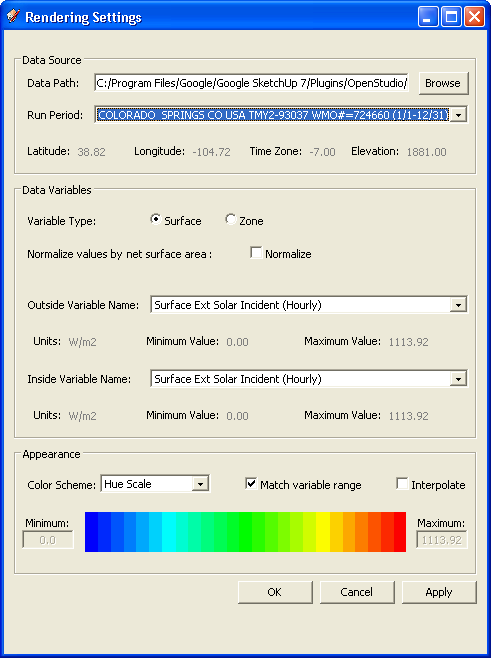 Rendering Settings
Data Source
Data Path: C:/Program Files/Google/Google SketchUp 7/Plugins/OpenStudio/ Browse
Run Period: COLORADO_SPRINGS CO USA TMY2-93037 WMO#=724660 (1/1-12/31)
Latitude: 38.82 Longitude: -104.72 Time Zone: -7.00 Elevation: 1881.00
Data Variables
Variable Type: Surface Zone
Normalize values by net surface area : Normalize
Outside Variable Name: Surface Ext Solar Incident (Hourly)
Units: W/m2 Minimum Value: 0.00 Maximum Value: 1113.92
Inside Variable Name: Surface Ext Solar Incident (Hourly)
Units: W/m2 Minimum Value: 0.00 Maximum Value: 1113.92
Appearance
Color Scheme: Hue Scale Match variable range Interpolate
Minimum: Maximum:
0.0 1113.92
OK Cancel Apply